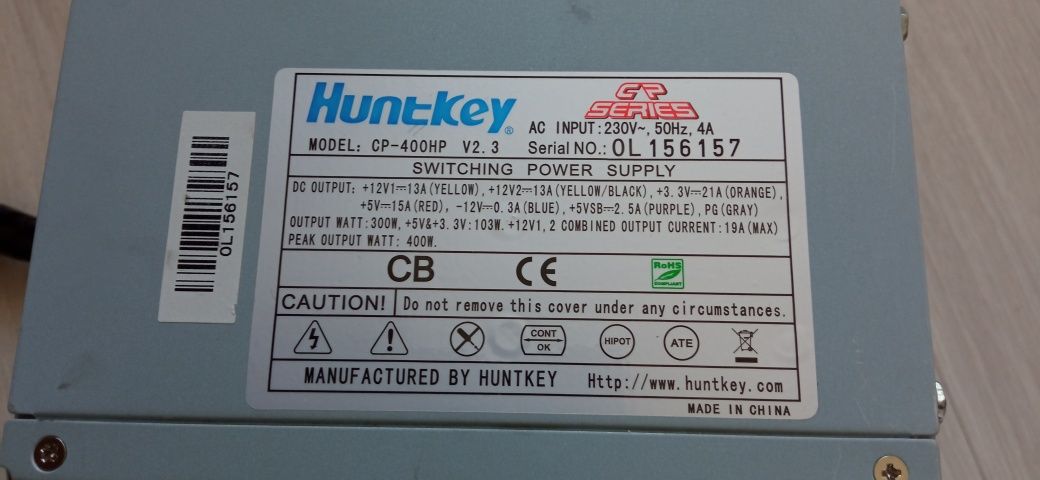 HuntKey®
CP SERIES
AC INPUT:230V~, 50Hz, 4A
MODEL: CP-400HP V2.3
Serial NO.: 0L156157
SWITCHING POWER SUPPLY
DC OUTPUT: +12V1⎓13A(YELLOW), +12V2⎓13A(YELLOW/BLACK), +3.3V⎓21A(ORANGE),
+5V⎓15A(RED), -12V⎓0.3A(BLUE), +5VSB⎓2.5A(PURPLE), PG(GRAY)
OUTPUT WATT:300W, +5V&+3.3V:103W. +12V1, 2 COMBINED OUTPUT CURRENT:19A(MAX)
PEAK OUTPUT WATT: 400W.
CB CE RoHS
COMPLIANT
CAUTION! Do not remove this cover under any circumstances.
CONT
OK
HIPOT
ATE
MANUFACTURED BY HUNTKEY Http://www.huntkey.com
MADE IN CHINA
0L156157